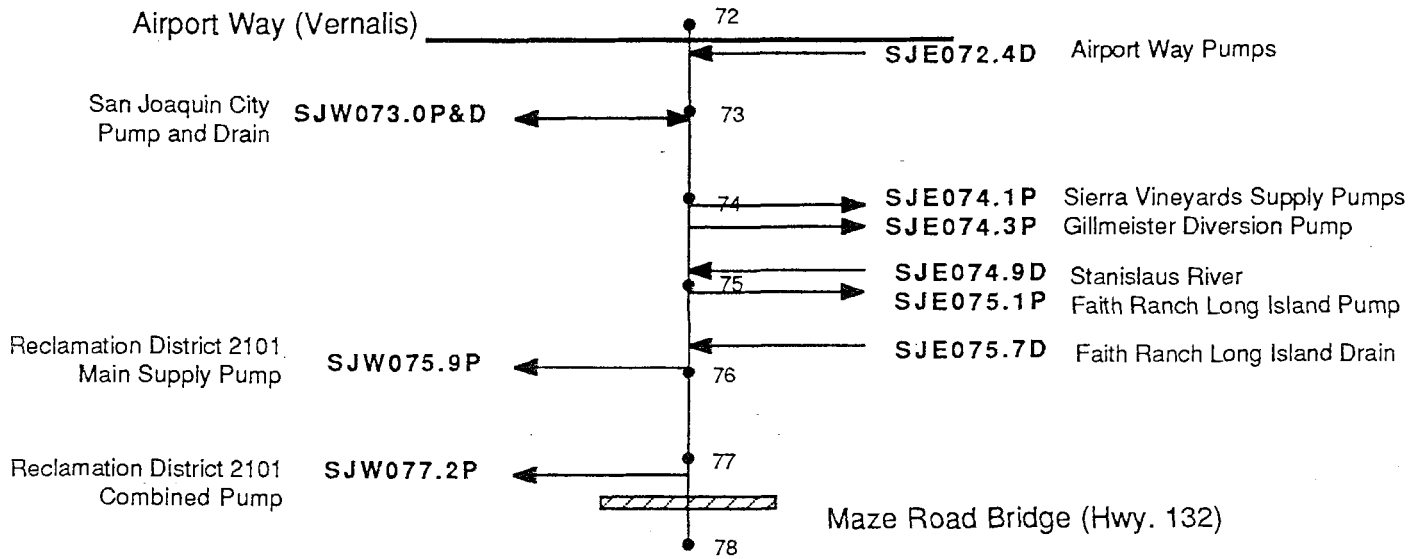 72
Airport Way (Vernalis)
SJE072.4D Airport Way Pumps
San Joaquin City
Pump and Drain
SJW073.0P&D
73
74
SJE074.1P Sierra Vineyards Supply Pumps
SJE074.3P Gillmeister Diversion Pump
SJE074.9D Stanislaus River
75
SJE075.1P Faith Ranch Long Island Pump
Reclamation District 2101
Main Supply Pump
SJW075.9P
SJE075.7D Faith Ranch Long Island Drain
76
Reclamation District 2101
Combined Pump
SJW077.2P
77
Maze Road Bridge (Hwy. 132)
78